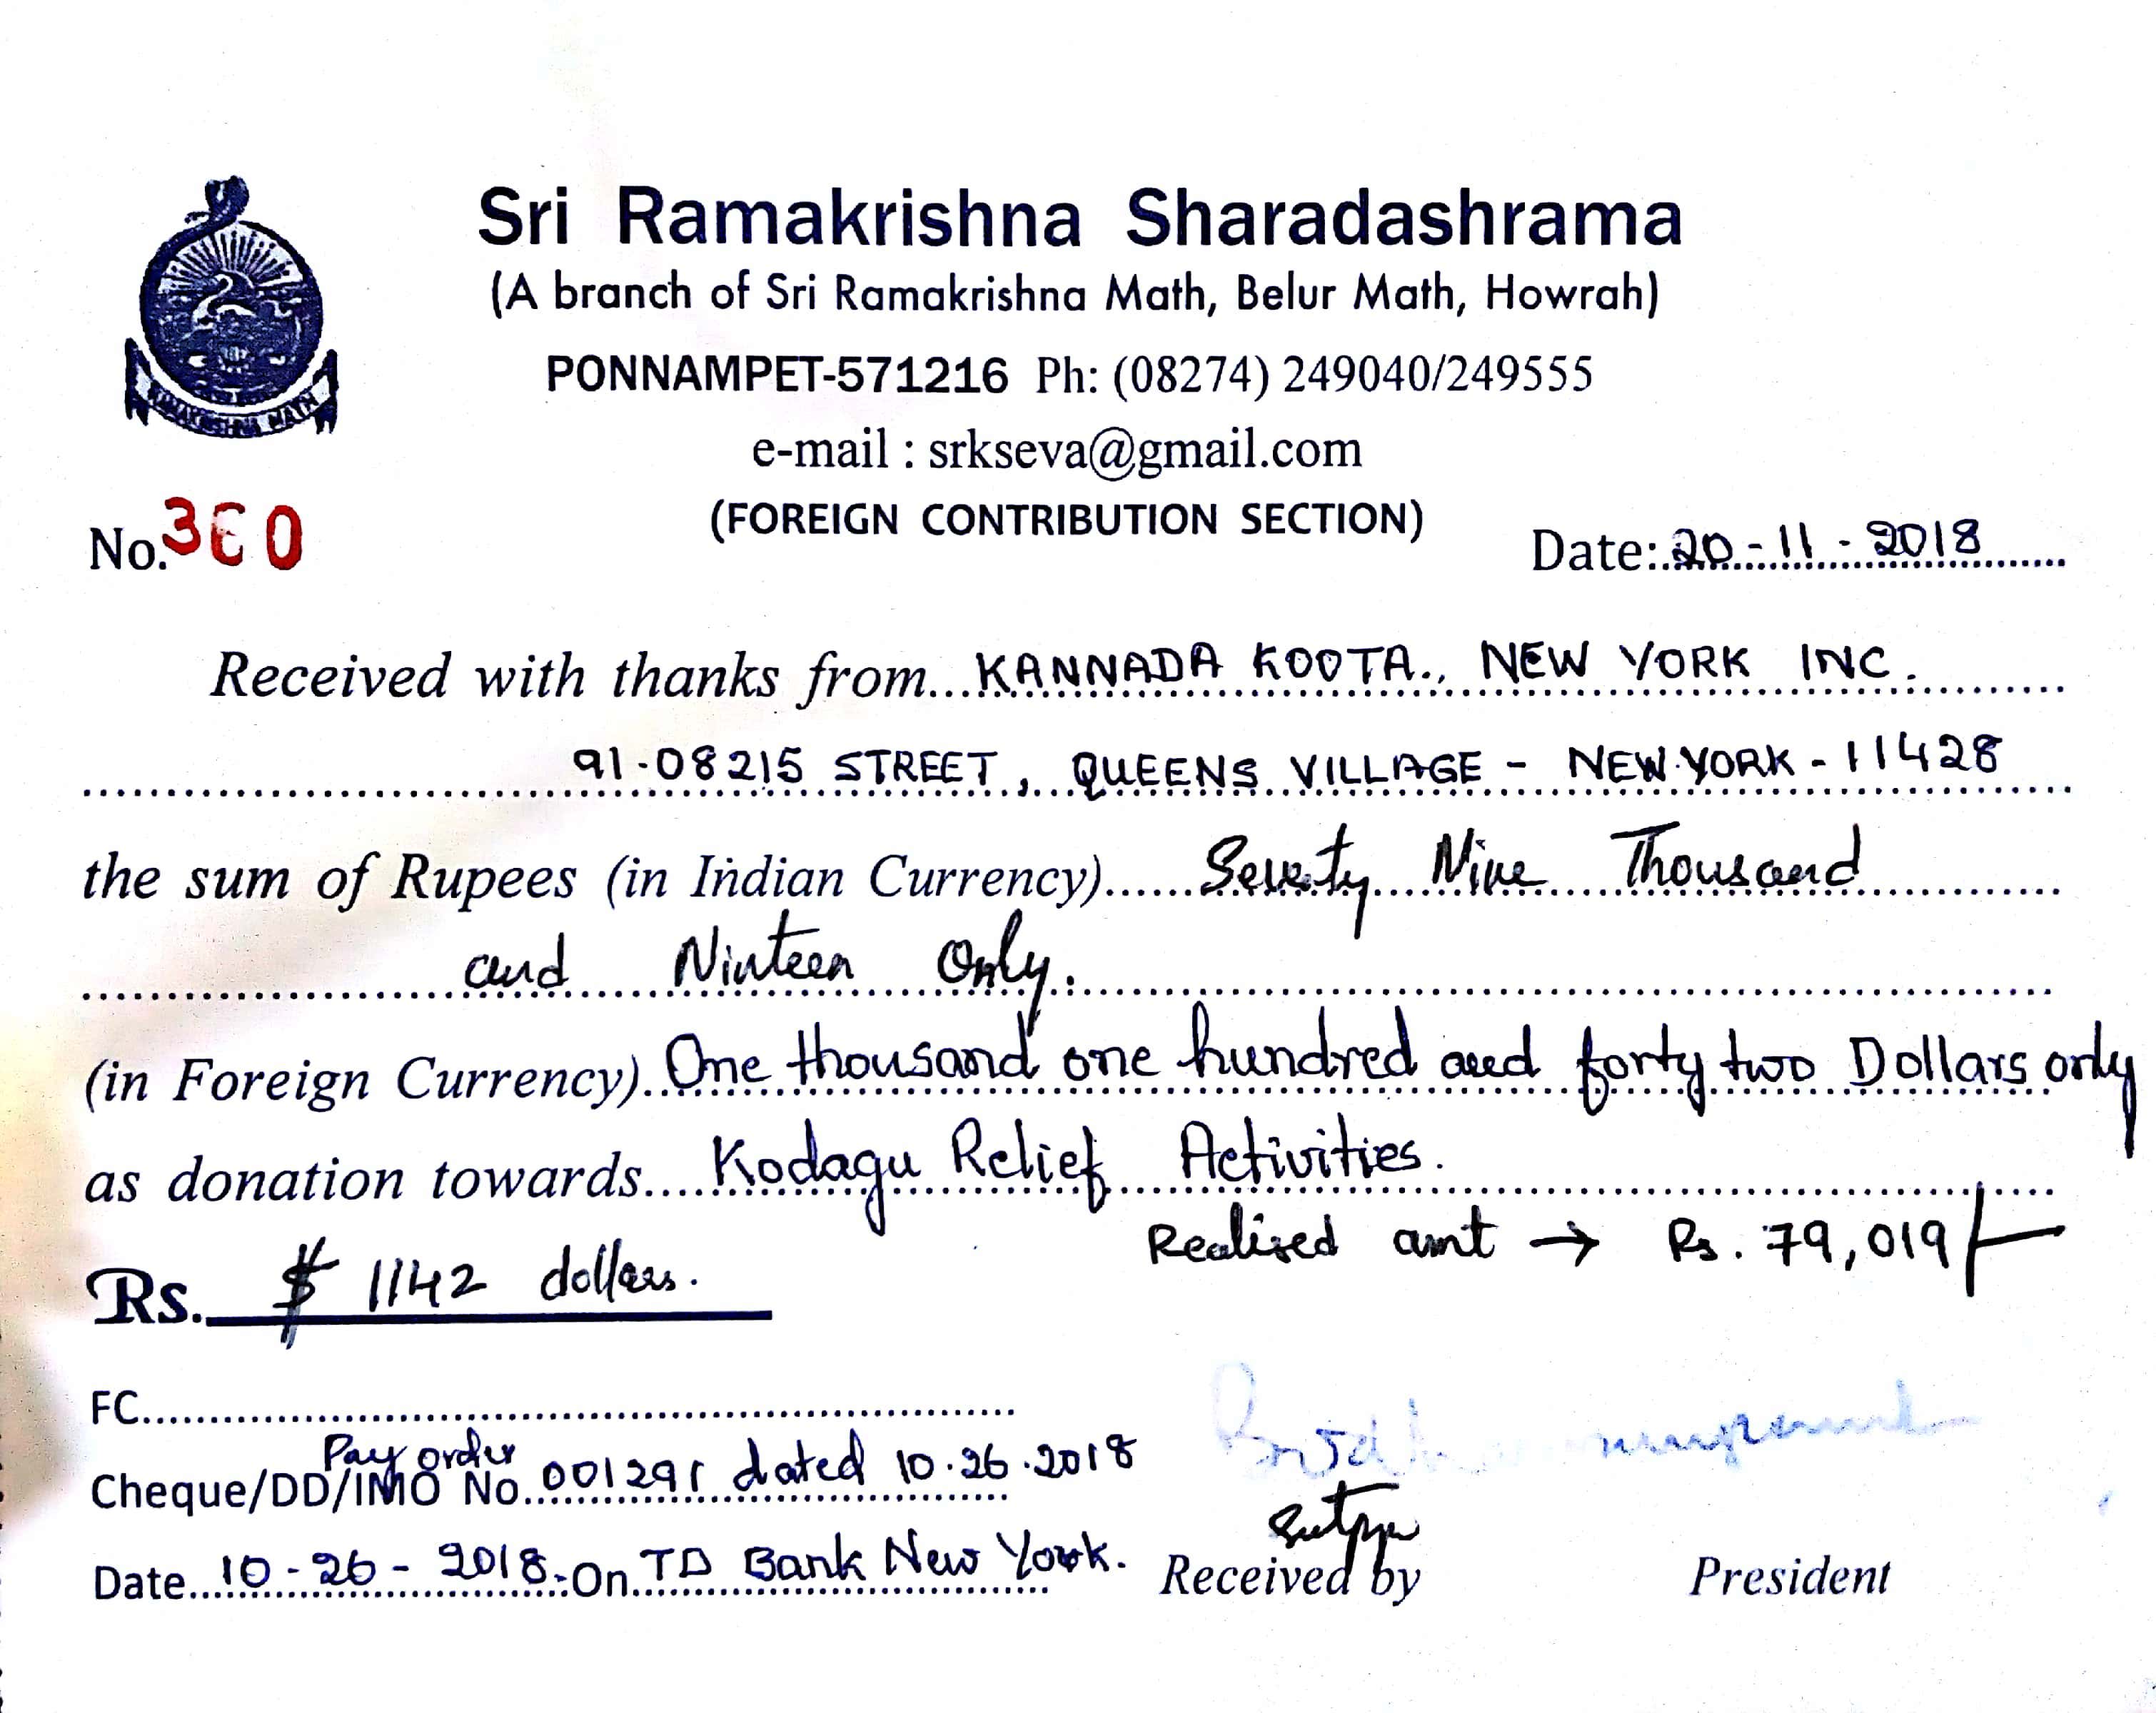 Sri Ramakrishna Sharadashrama
(A branch of Sri Ramakrishna Math, Belur Math, Howrah)
PONNAMPET-571216 Ph: (08274) 249040/249555
e-mail : srkseva@gmail.com
(FOREIGN CONTRIBUTION SECTION)
No. 360 Date: 20-11-2018
Received with thanks from KANNADA KOOTA., NEW YORK INC.
91-08215 STREET, QUEENS VILLAGE - NEW YORK - 11428
the sum of Rupees (in Indian Currency) Seventy Nine Thousand
and Ninteen Only.
(in Foreign Currency) One thousand one hundred and forty two Dollars only
as donation towards Kodagu Relief Activities.
Realised amt → Rs. 79,019/-
Rs. $ 1142 dollars.
FC
Pay order
Cheque/DD/IMO No. 001291 dated 10.26.2018
Date 10-26-2018. On TD Bank New York.
Received by President